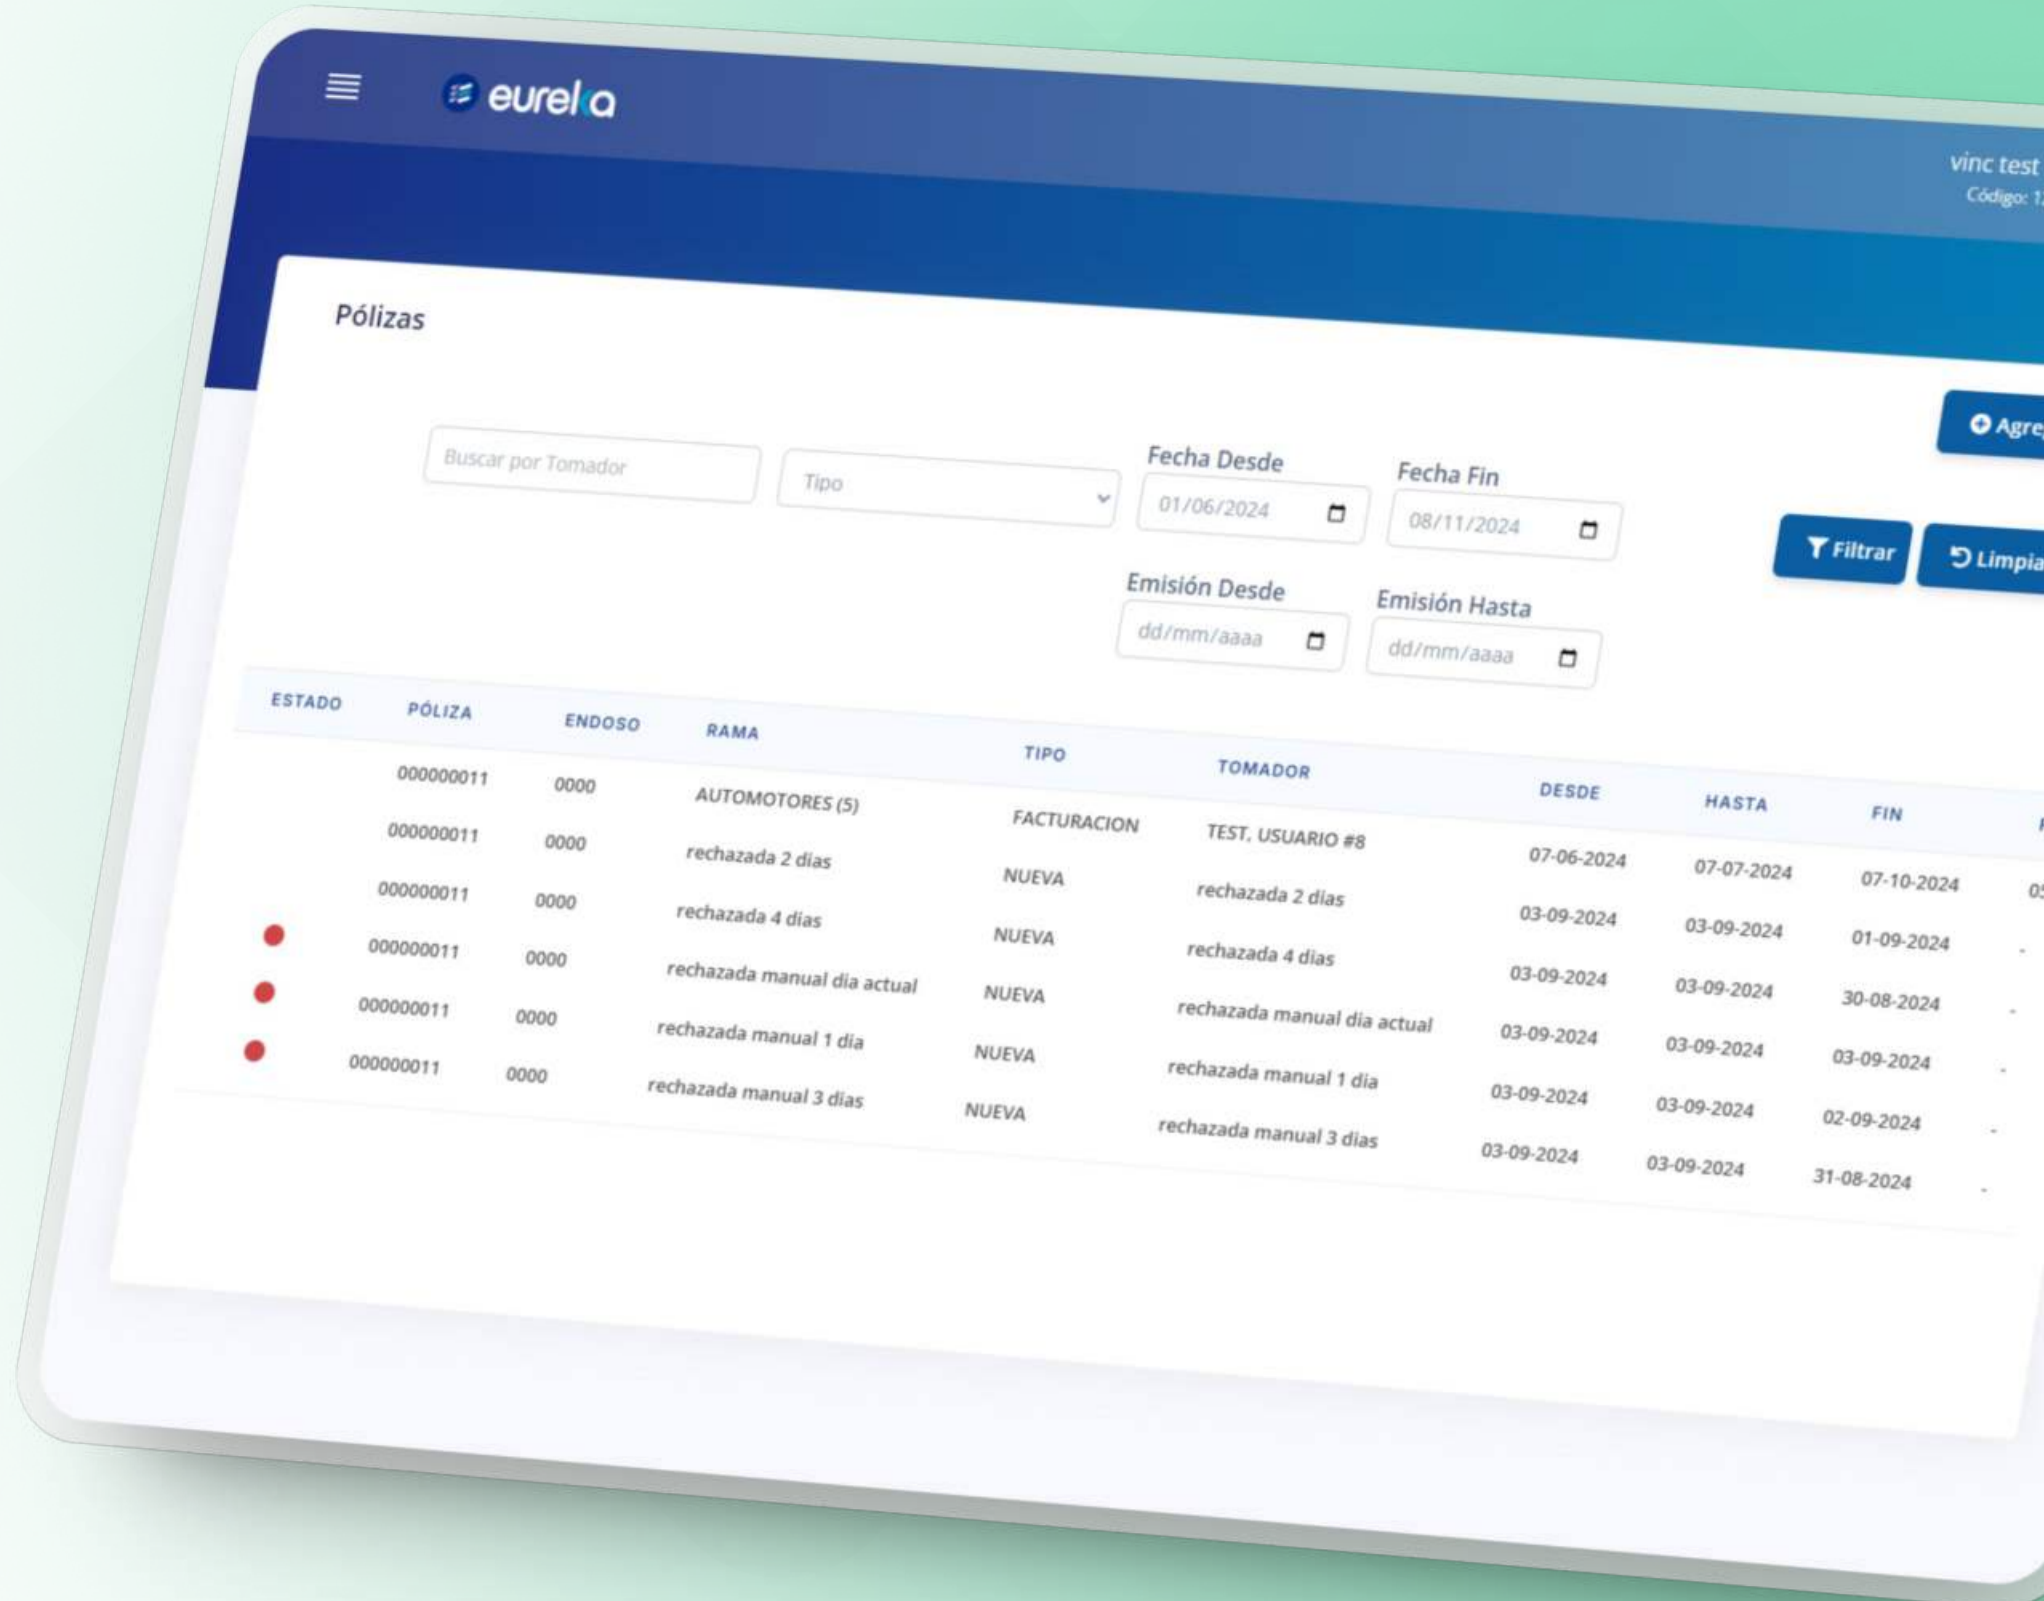 eureka
vinc test
Código: 1
Pólizas
Agre
Buscar por Tomador
Tipo
Fecha Desde
01/06/2024
Fecha Fin
08/11/2024
Filtrar
Limpia
Emisión Desde
dd/mm/aaaa
Emisión Hasta
dd/mm/aaaa
ESTADO PÓLIZA ENDOSO RAMA TIPO TOMADOR DESDE HASTA FIN
000000011 0000 AUTOMOTORES (5) FACTURACION TEST, USUARIO #8 07-06-2024 07-07-2024 07-10-2024 05
000000011 0000 rechazada 2 dias NUEVA rechazada 2 dias 03-09-2024 03-09-2024 01-09-2024 -
000000011 0000 rechazada 4 dias NUEVA rechazada 4 dias 03-09-2024 03-09-2024 30-08-2024 -
000000011 0000 rechazada manual dia actual NUEVA rechazada manual dia actual 03-09-2024 03-09-2024 03-09-2024 -
000000011 0000 rechazada manual 1 dia NUEVA rechazada manual 1 dia 03-09-2024 03-09-2024 02-09-2024 -
000000011 0000 rechazada manual 3 dias NUEVA rechazada manual 3 dias 03-09-2024 03-09-2024 31-08-2024 -